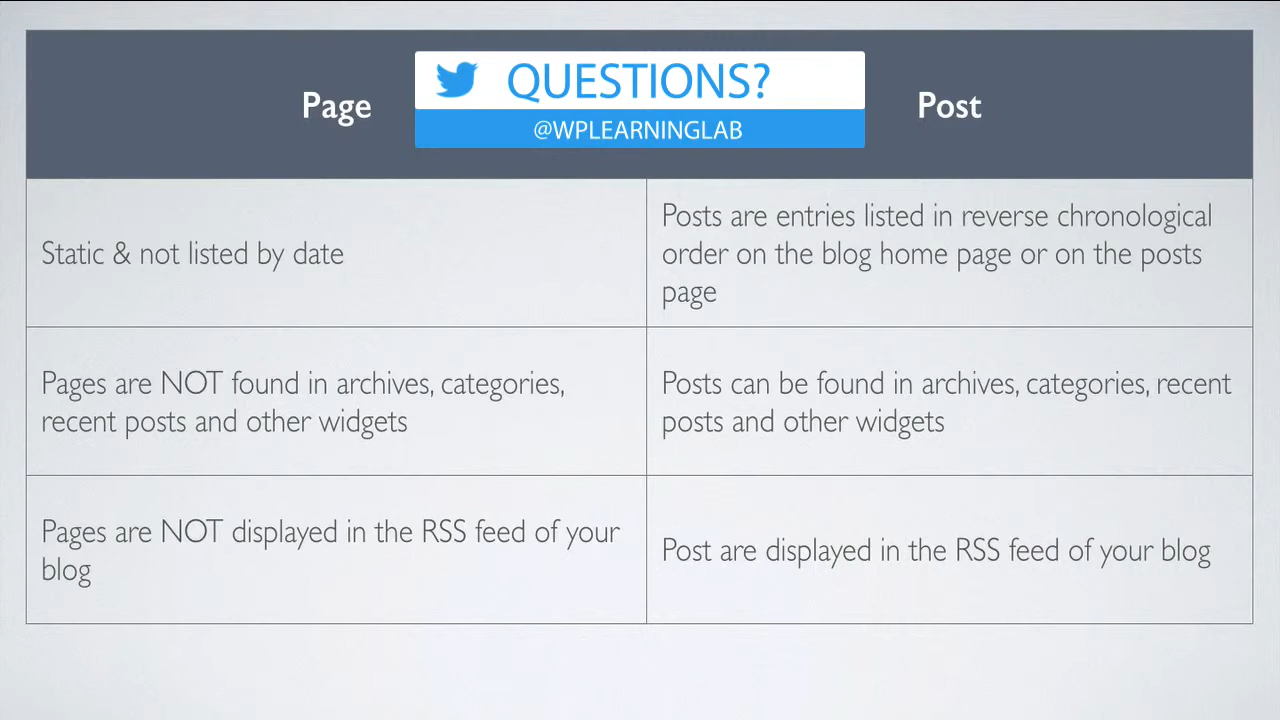 Page
QUESTIONS?
@WPLEARNINGLAB
Post
Static & not listed by date
Posts are entries listed in reverse chronological
order on the blog home page or on the posts
page
Pages are NOT found in archives, categories,
recent posts and other widgets
Posts can be found in archives, categories, recent
posts and other widgets
Pages are NOT displayed in the RSS feed of your
blog
Post are displayed in the RSS feed of your blog